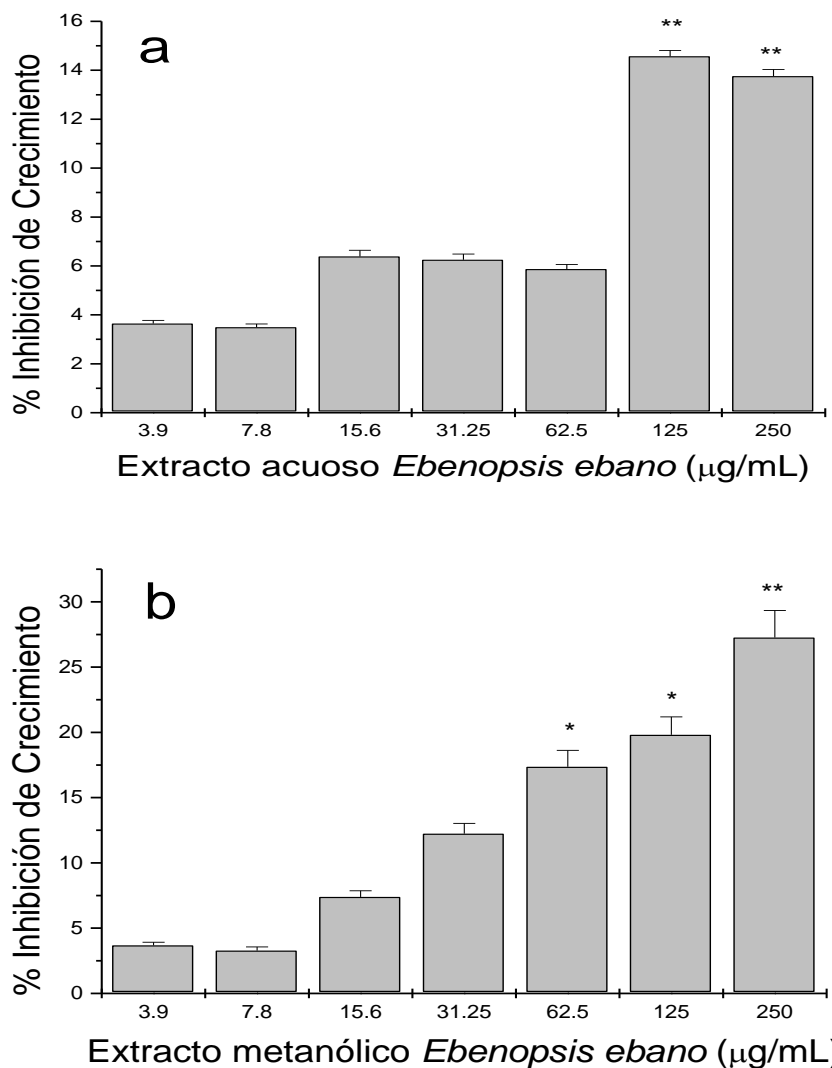 a
% Inhibición de Crecimiento
16
14
12
10
8
6
4
2
0
** **
3.9 7.8 15.6 31.25 62.5 125 250
Extracto acuoso Ebenopsis ebano (μg/mL)
b
% Inhibición de Crecimiento
30
25
20
15
10
5
0
* * **
3.9 7.8 15.6 31.25 62.5 125 250
Extracto metanólico Ebenopsis ebano (μg/mL)